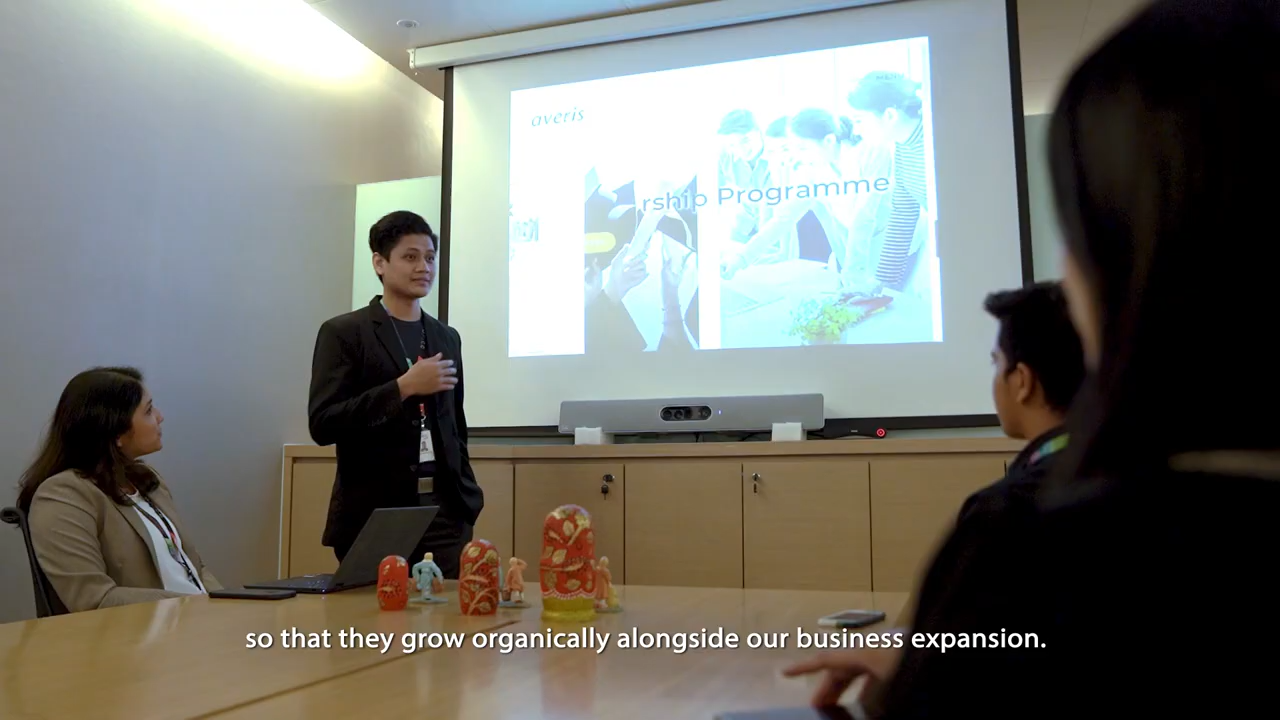 averis
rship Programme
so that they grow organically alongside our business expansion.